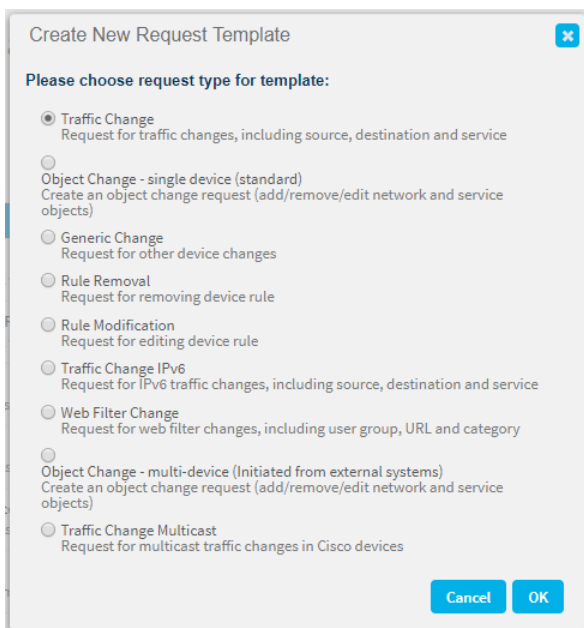 Create New Request Template
Please choose request type for template:
Traffic Change
Request for traffic changes, including source, destination and service
Object Change - single device (standard)
Create an object change request (add/remove/edit network and service
objects)
Generic Change
Request for other device changes
Rule Removal
Request for removing device rule
Rule Modification
Request for editing device rule
Traffic Change IPv6
Request for IPv6 traffic changes, including source, destination and service
Web Filter Change
Request for web filter changes, including user group, URL and category
Object Change - multi-device (Initiated from external systems)
Create an object change request (add/remove/edit network and service
objects)
Traffic Change Multicast
Request for multicast traffic changes in Cisco devices
Cancel OK